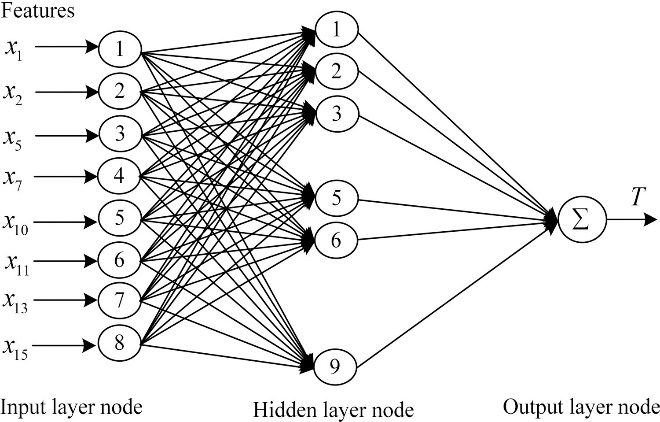 Features
x1 1
x2 2
x5 3
x7 4
x10 5
x11 6
x13 7
x15 8
1
2
3
5
6
9
Σ
T
Input layer node
Hidden layer node
Output layer node